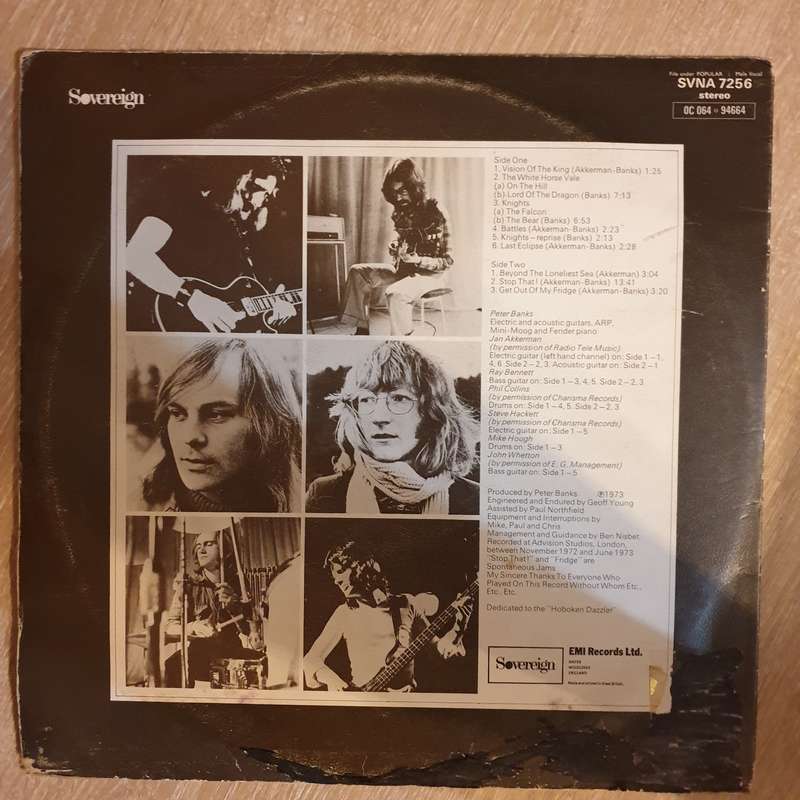 Sovereign
File under POPULAR : Male Vocal
SVNA 7256
stereo
0C 064 o 94664
Side One
1. Vision Of The King (Akkerman-Banks) 1:25
2. The White Horse Vale
(a) On The Hill
(b) Lord Of The Dragon (Banks) 7:13
3. Knights
(a) The Falcon
(b) The Bear (Banks) 6:53
4. Battles (Akkerman-Banks) 2:23
5. Knights – reprise (Banks) 2:13
6. Last Eclipse (Akkerman-Banks) 2:28
Side Two
1. Beyond The Loneliest Sea (Akkerman) 3:04
2. Stop That! (Akkerman-Banks) 13:41
3. Get Out Of My Fridge (Akkerman-Banks) 3:20
Peter Banks
Electric and acoustic guitars, ARP,
Mini-Moog and Fender piano
Jan Akkerman
(by permission of Radio Tele Music)
Electric guitar (left hand channel) on: Side 1–1,
4, 6. Side 2–2, 3. Acoustic guitar on: Side 2–1
Ray Bennett
Bass guitar on: Side 1–3, 4, 5. Side 2–2, 3
Phil Collins
(by permission of Charisma Records)
Drums on: Side 1–4, 5. Side 2–2, 3
Steve Hackett
(by permission of Charisma Records)
Electric guitar on: Side 1–5
Mike Hough
Drums on: Side 1–3
John Whetton
(by permission of E. G. Management)
Bass guitar on: Side 1–5
Produced by Peter Banks ℗1973
Engineered and Endured by Geoff Young
Assisted by Paul Northfield
Equipment and Interruptions by
Mike, Paul and Chris
Management and Guidance by Ben Nisbet
Recorded at Advision Studios, London,
between November 1972 and June 1973
"Stop That!" and "Fridge" are
Spontaneous Jams
My Sincere Thanks To Everyone Who
Played On This Record Without Whom Etc.,
Etc., Etc.
Dedicated to the "Hoboken Dazzler"
Sovereign
EMI Records Ltd.
HAYES
MIDDLESEX
ENGLAND
Made and printed in Great Britain